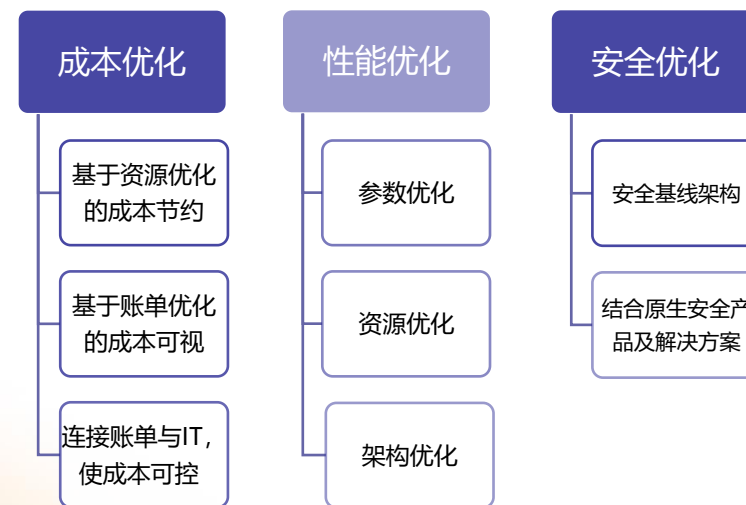 成本优化
基于资源优化
的成本节约
基于账单优化
的成本可视
连接账单与IT，
使成本可控
性能优化
参数优化
资源优化
架构优化
安全优化
安全基线架构
结合原生安全产
品及解决方案